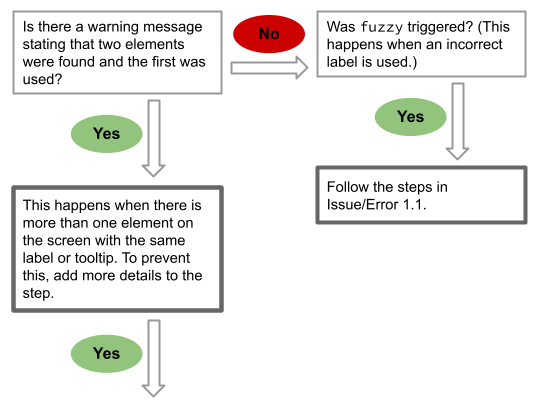 Is there a warning message
stating that two elements
were found and the first was
used?
No
Was fuzzy triggered? (This
happens when an incorrect
label is used.)
Yes
Yes
This happens when there is
more than one element on
the screen with the same
label or tooltip. To prevent
this, add more details to the
step.
Follow the steps in
Issue/Error 1.1.
Yes